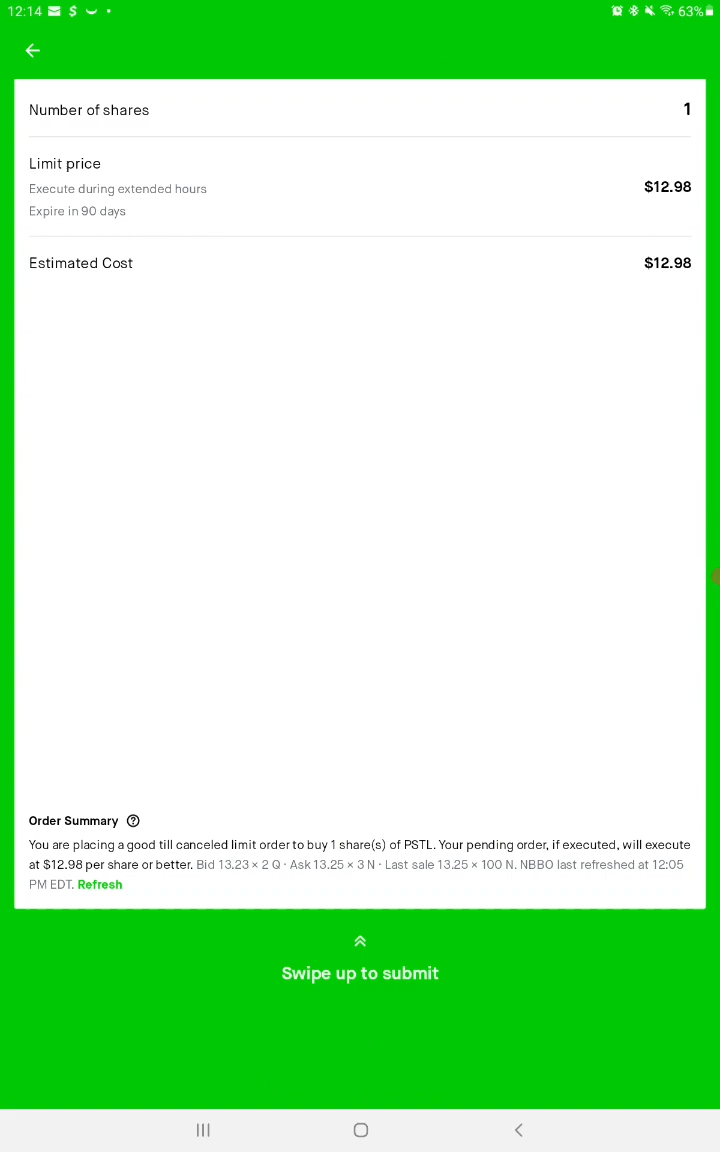 12:14 $ 63%
Number of shares 1
Limit price
Execute during extended hours $12.98
Expire in 90 days
Estimated Cost $12.98
Order Summary
You are placing a good till canceled limit order to buy 1 share(s) of PSTL. Your pending order, if executed, will execute
at $12.98 per share or better. Bid 13.23 × 2 Q · Ask 13.25 × 3 N · Last sale 13.25 × 100 N. NBBO last refreshed at 12:05
PM EDT. Refresh
Swipe up to submit